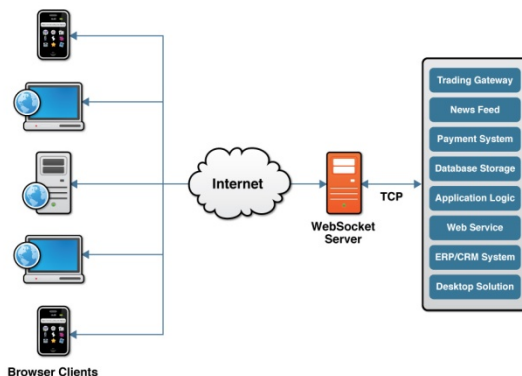 Trading Gateway
News Feed
Payment System
Database Storage
Application Logic
Web Service
ERP/CRM System
Desktop Solution
Internet
TCP
WebSocket
Server
Browser Clients